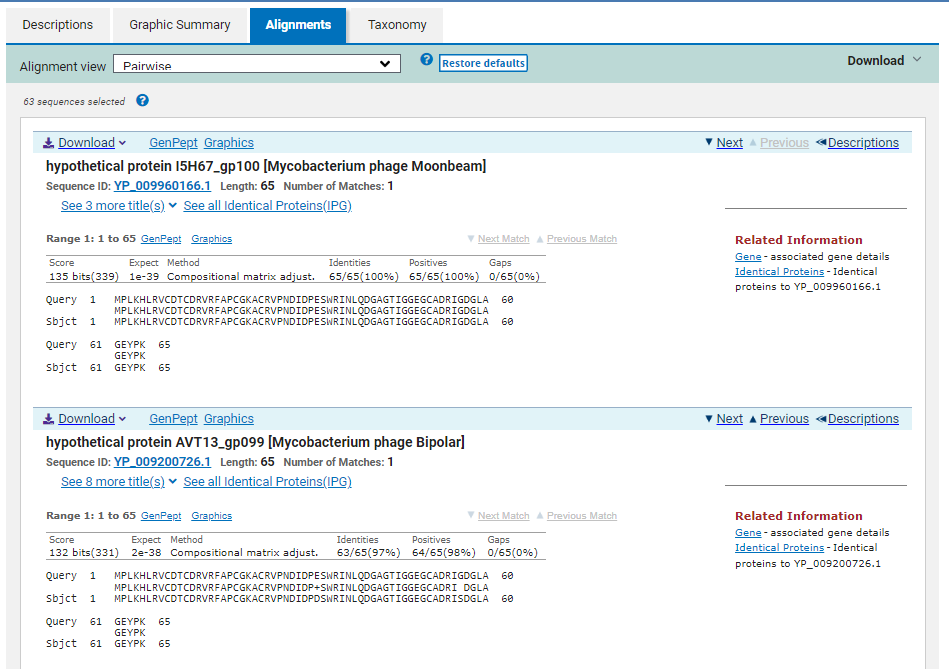 Descriptions Graphic Summary Alignments Taxonomy
Alignment view Pairwise ? Restore defaults Download
63 sequences selected ?
Download GenPept Graphics Next Previous Descriptions
hypothetical protein I5H67_gp100 [Mycobacterium phage Moonbeam]
Sequence ID: YP_009960166.1 Length: 65 Number of Matches: 1
See 3 more title(s) See all Identical Proteins(IPG)
Range 1: 1 to 65 GenPept Graphics Next Match Previous Match
Score Expect Method Identities Positives Gaps
135 bits(339) 1e-39 Compositional matrix adjust. 65/65(100%) 65/65(100%) 0/65(0%)
Query 1 MPLKHLRVCDTCDRVRFAPCGKACRVPNDIDPESWRINLQDGAGTIGGEGCADRIGDGLA 60
MPLKHLRVCDTCDRVRFAPCGKACRVPNDIDPESWRINLQDGAGTIGGEGCADRIGDGLA
Sbjct 1 MPLKHLRVCDTCDRVRFAPCGKACRVPNDIDPESWRINLQDGAGTIGGEGCADRIGDGLA 60
Query 61 GEYPK 65
GEYPK
Sbjct 61 GEYPK 65
Related Information
Gene - associated gene details
Identical Proteins - Identical
proteins to YP_009960166.1
Download GenPept Graphics Next Previous Descriptions
hypothetical protein AVT13_gp099 [Mycobacterium phage Bipolar]
Sequence ID: YP_009200726.1 Length: 65 Number of Matches: 1
See 8 more title(s) See all Identical Proteins(IPG)
Range 1: 1 to 65 GenPept Graphics Next Match Previous Match
Score Expect Method Identities Positives Gaps
132 bits(331) 2e-38 Compositional matrix adjust. 63/65(97%) 64/65(98%) 0/65(0%)
Query 1 MPLKHLRVCDTCDRVRFAPCGKACRVPNDIDPESWRINLQDGAGTIGGEGCADRIGDGLA 60
MPLKHLRVCDTCDRVRFAPCGKACRVPNDIDP+SWRINLQDGAGTIGGEGCADRI DGLA
Sbjct 1 MPLKHLRVCDTCDRVRFAPCGKACRVPNDIDPDSWRINLQDGAGTIGGEGCADRISDGLA 60
Query 61 GEYPK 65
GEYPK
Sbjct 61 GEYPK 65
Related Information
Gene - associated gene details
Identical Proteins - Identical
proteins to YP_009200726.1